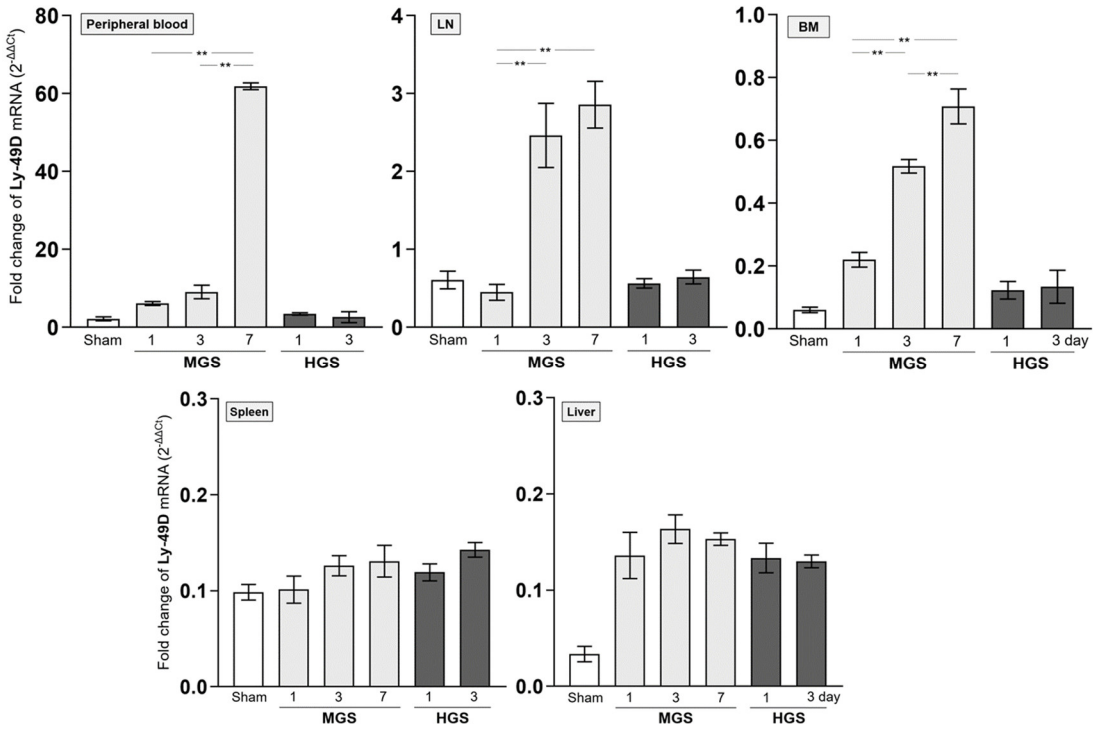 Fold change of Ly-49D mRNA (2-ΔΔCt)
Peripheral blood
80
60
40
20
0
** 
**
Sham 1 3 7 1 3
MGS HGS
LN
4
3
2
1
0
**
**
Sham 1 3 7 1 3
MGS HGS
BM
1.0
0.8
0.6
0.4
0.2
0.0
**
**
**
Sham 1 3 7 1 3 day
MGS HGS
Fold change of Ly-49D mRNA (2-ΔΔCt)
Spleen
0.3
0.2
0.1
0.0
Sham 1 3 7 1 3
MGS HGS
Liver
0.3
0.2
0.1
0.0
Sham 1 3 7 1 3 day
MGS HGS